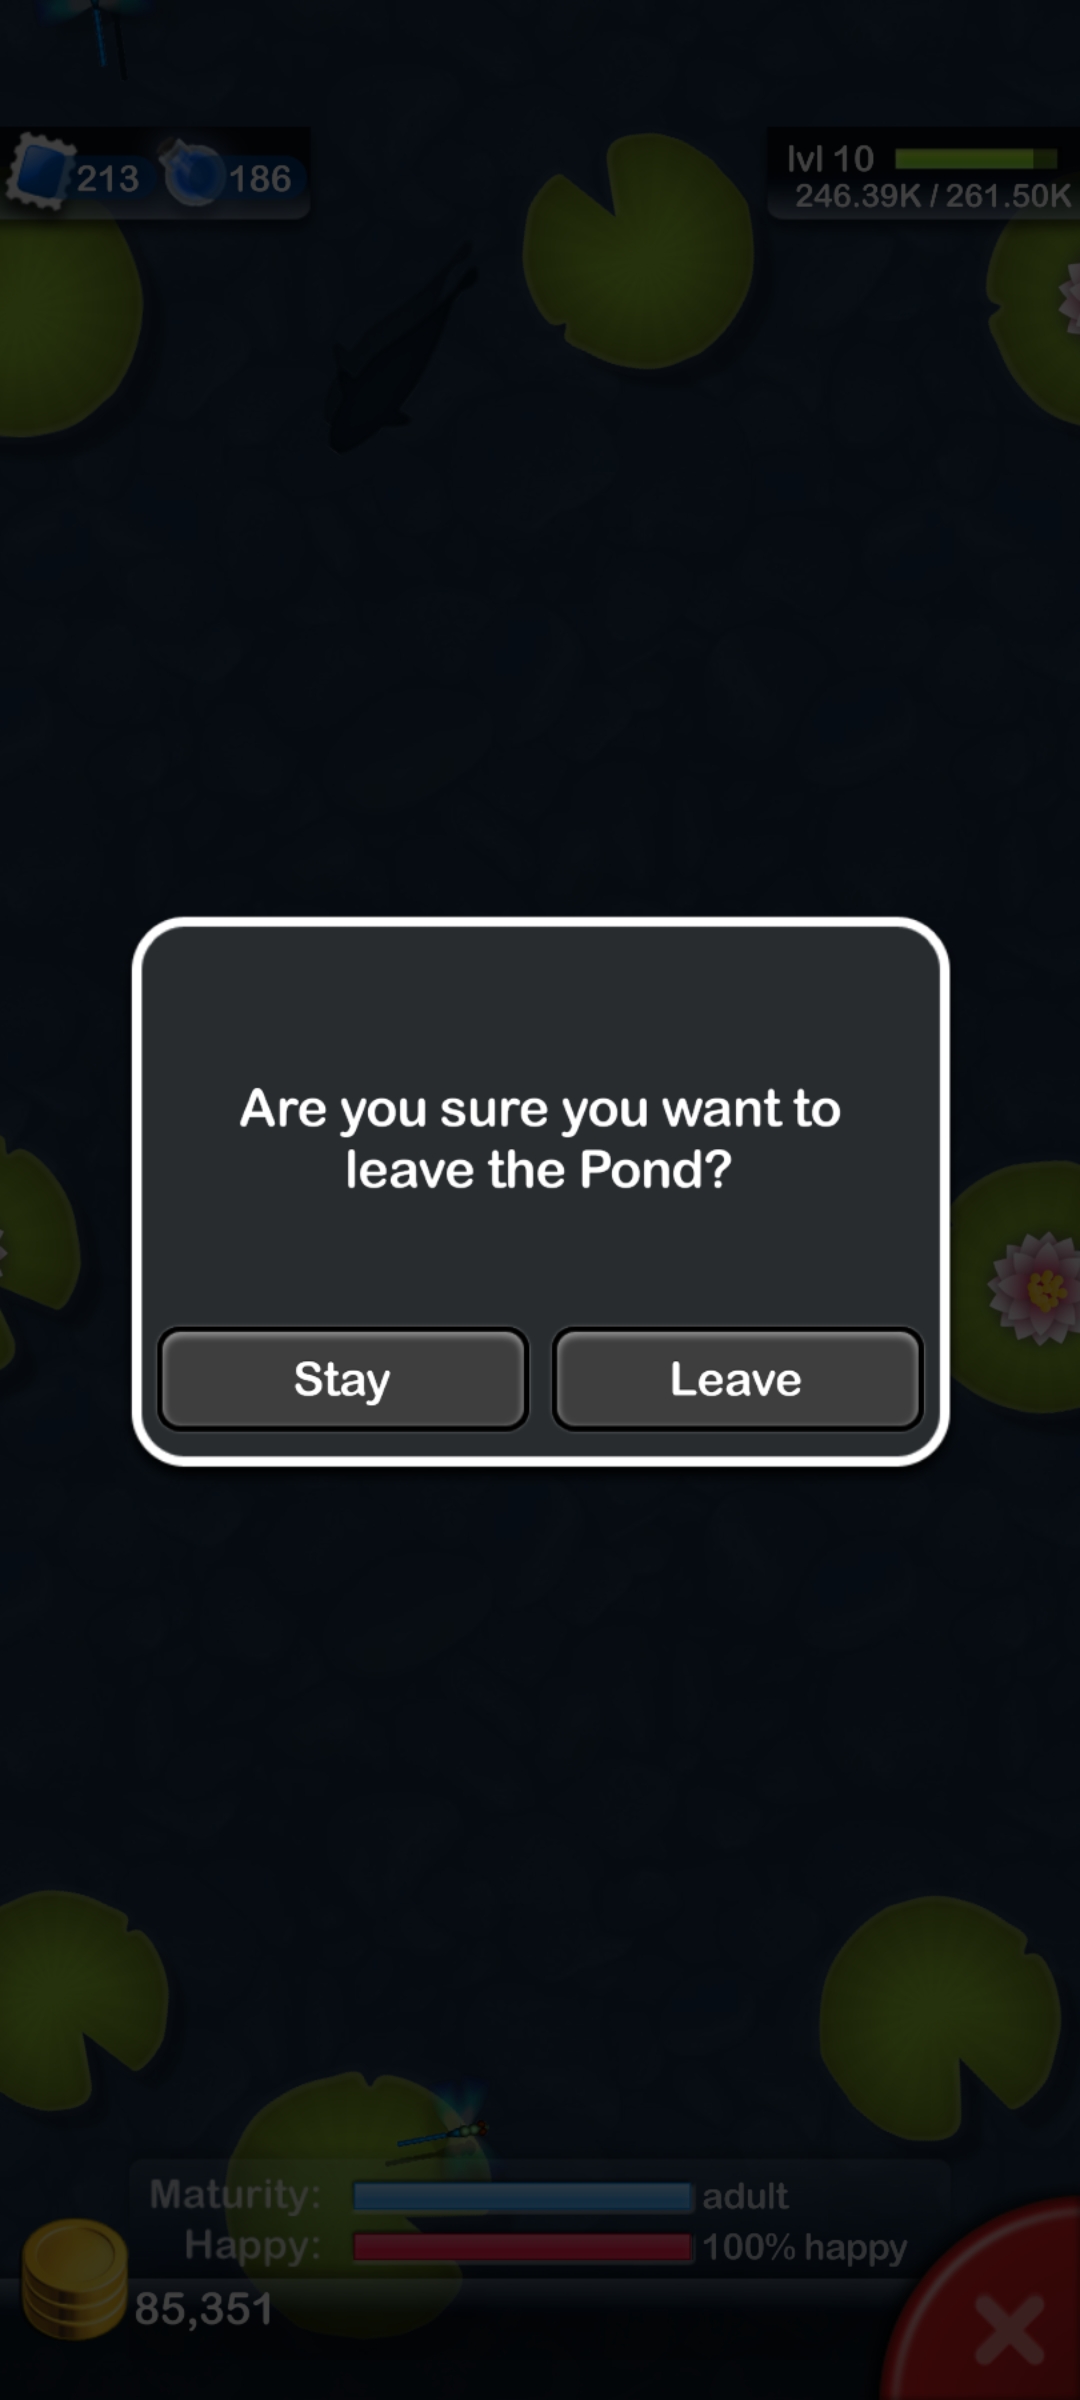 213 186
lvl 10
246.39K / 261.50K
Are you sure you want to
leave the Pond?
Stay Leave
Maturity: adult
Happy: 100% happy
85,351